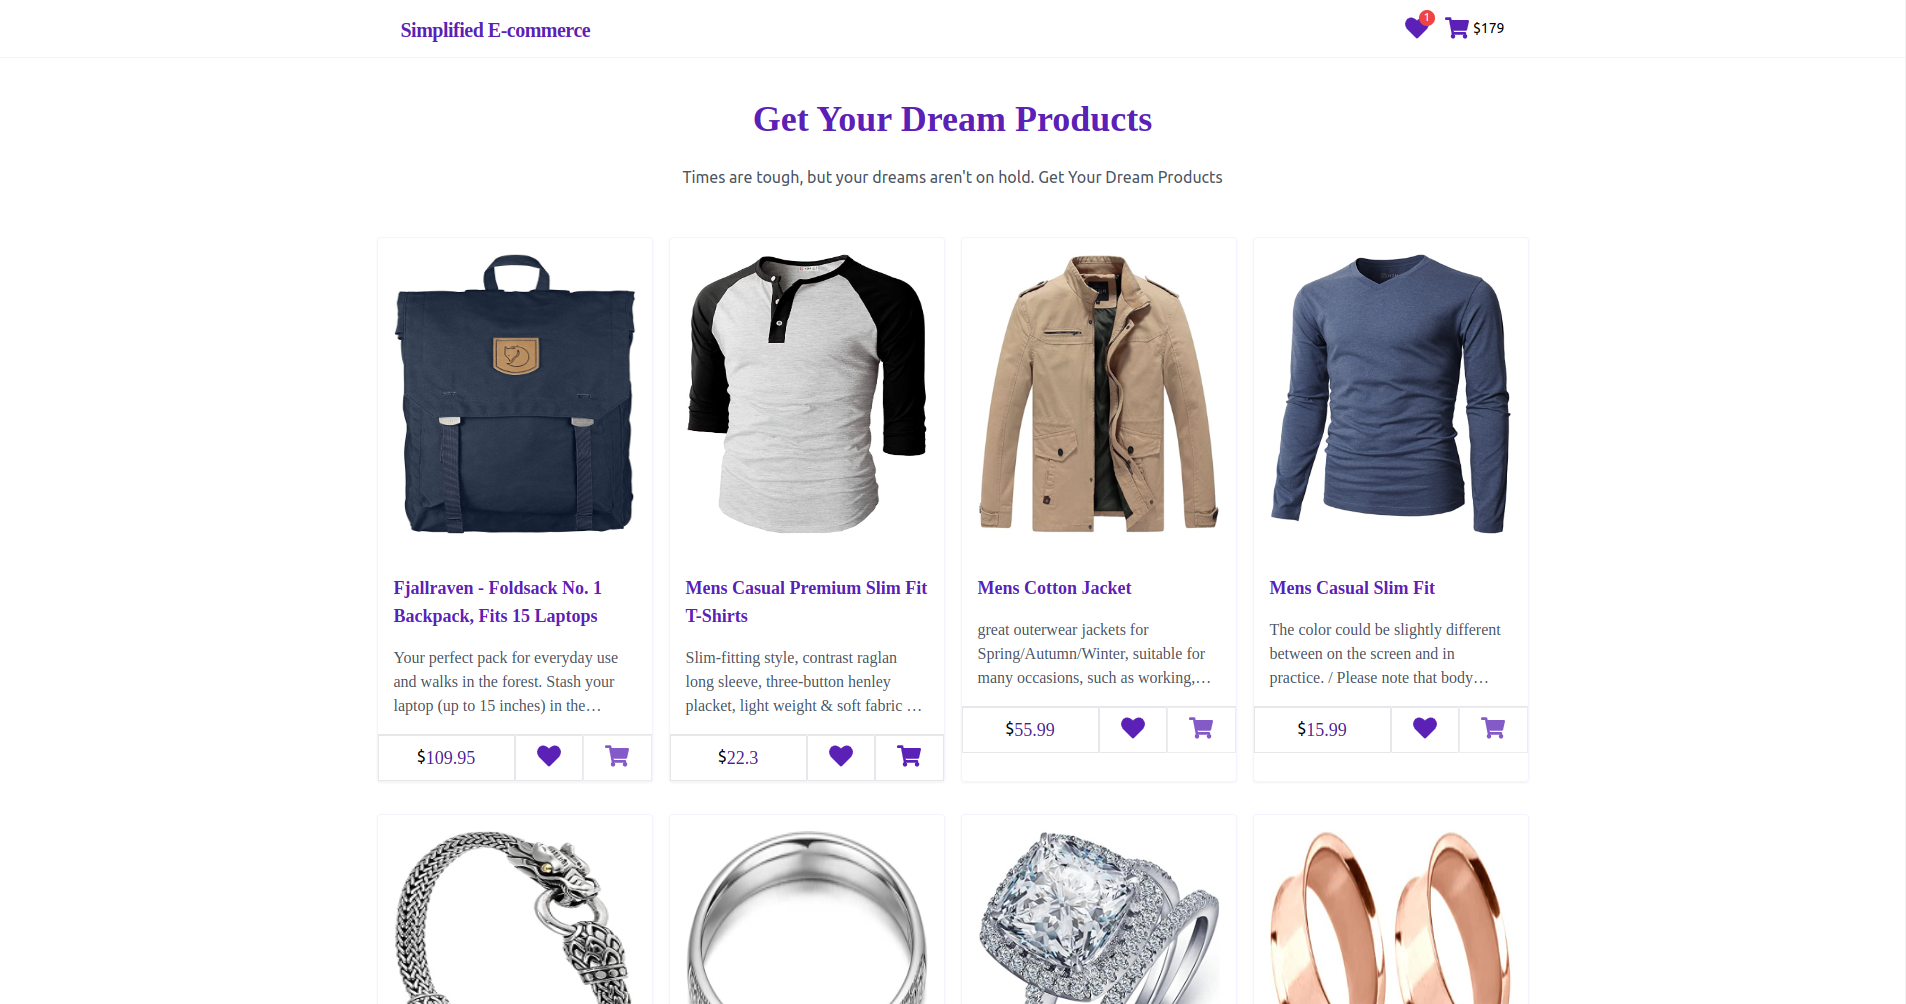 Simplified E-commerce
1
$179
Get Your Dream Products
Times are tough, but your dreams aren't on hold. Get Your Dream Products
Fjallraven - Foldsack No. 1
Backpack, Fits 15 Laptops
Your perfect pack for everyday use
and walks in the forest. Stash your
laptop (up to 15 inches) in the…
$109.95
Mens Casual Premium Slim Fit
T-Shirts
Slim-fitting style, contrast raglan
long sleeve, three-button henley
placket, light weight & soft fabric …
$22.3
Mens Cotton Jacket
great outerwear jackets for
Spring/Autumn/Winter, suitable for
many occasions, such as working,…
$55.99
Mens Casual Slim Fit
The color could be slightly different
between on the screen and in
practice. / Please note that body…
$15.99